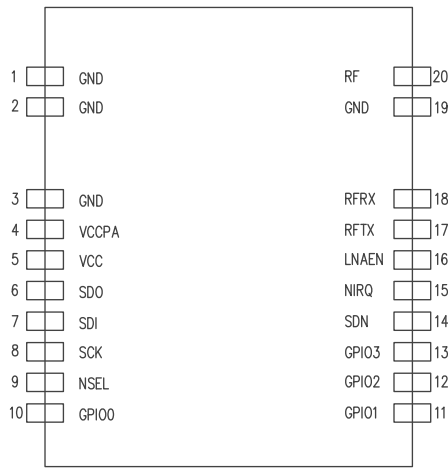 1 GND RF 20
2 GND GND 19
3 GND RFRX 18
4 VCCPA RFTX 17
5 VCC LNAEN 16
6 SDO NIRQ 15
7 SDI SDN 14
8 SCK GPIO3 13
9 NSEL GPIO2 12
10 GPIO0 GPIO1 11